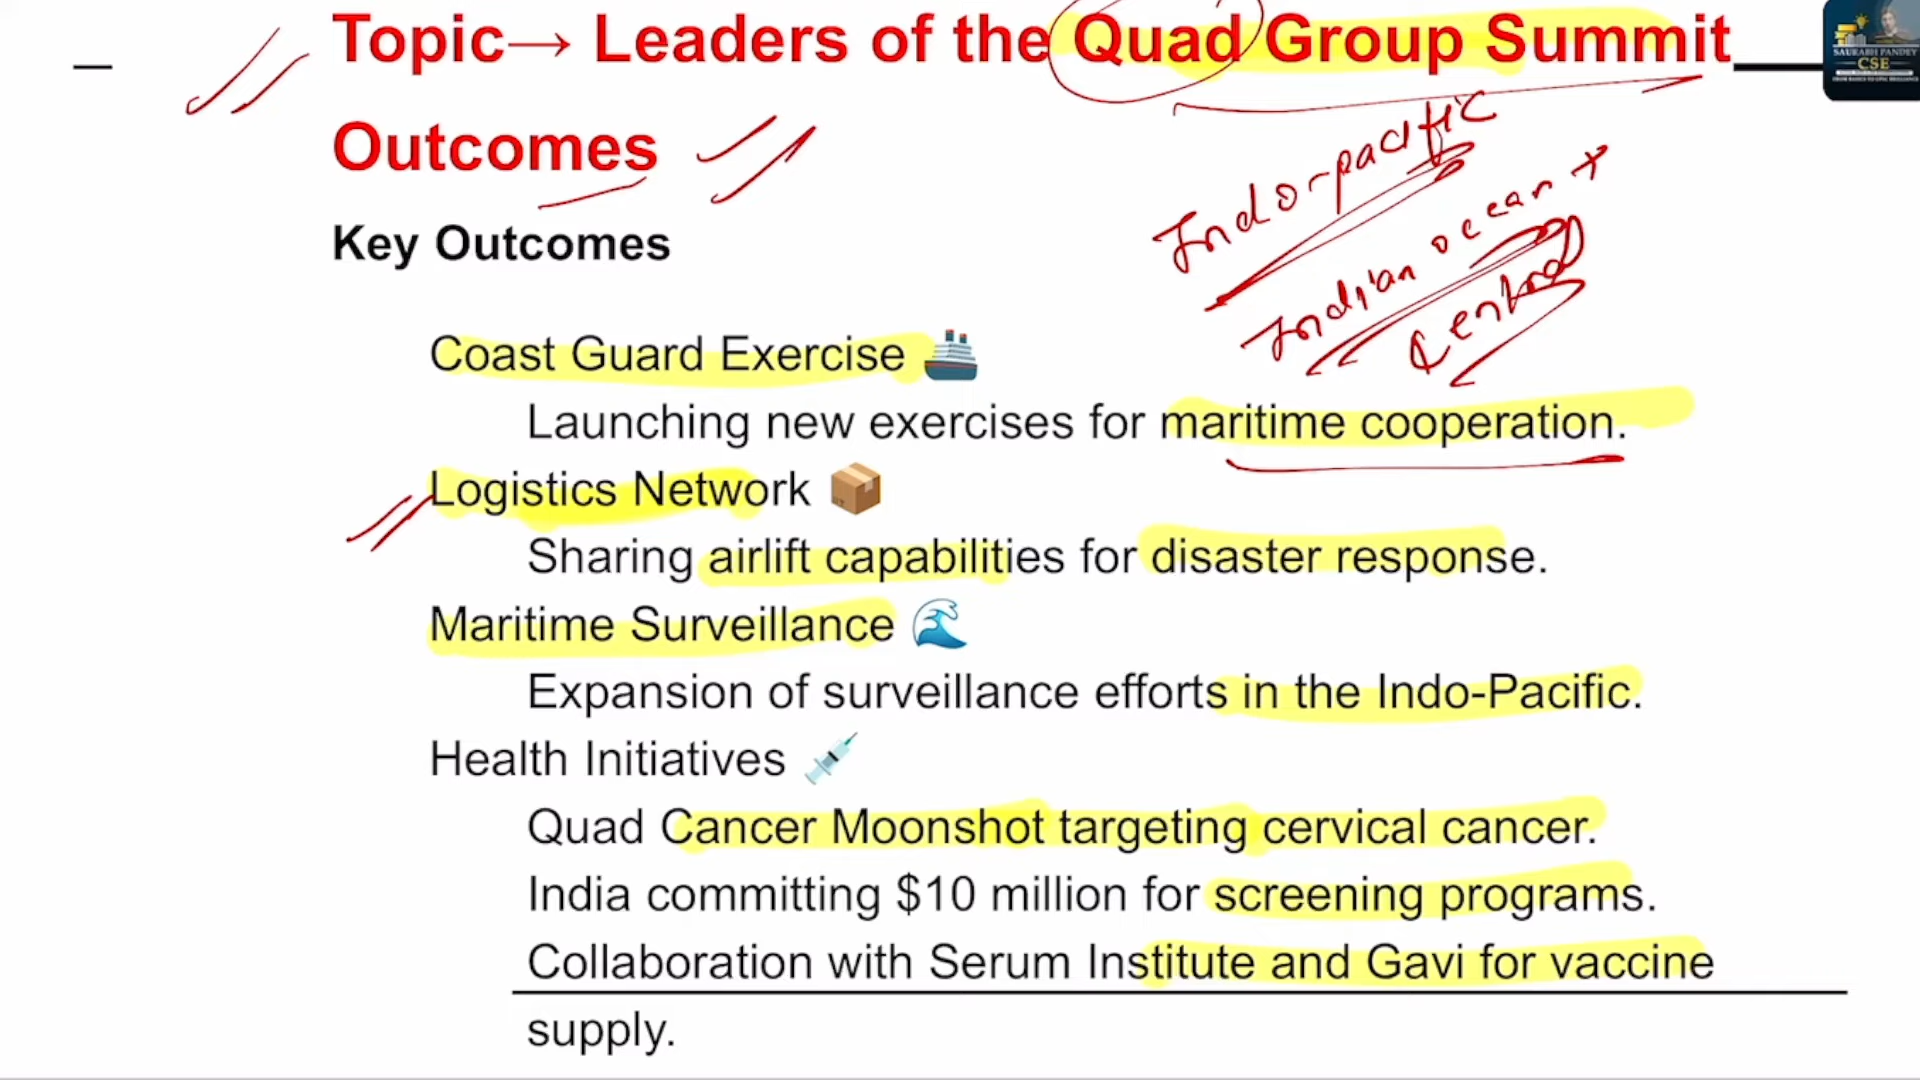 Topic→ Leaders of the Quad Group Summit
Outcomes
Indo-pacific
Indian ocean +
Central
Key Outcomes
Coast Guard Exercise 🚢
Launching new exercises for maritime cooperation.
Logistics Network 📦
Sharing airlift capabilities for disaster response.
Maritime Surveillance 🌊
Expansion of surveillance efforts in the Indo-Pacific.
Health Initiatives 💉
Quad Cancer Moonshot targeting cervical cancer.
India committing $10 million for screening programs.
Collaboration with Serum Institute and Gavi for vaccine
supply.
SAURABH PANDEY
CSE